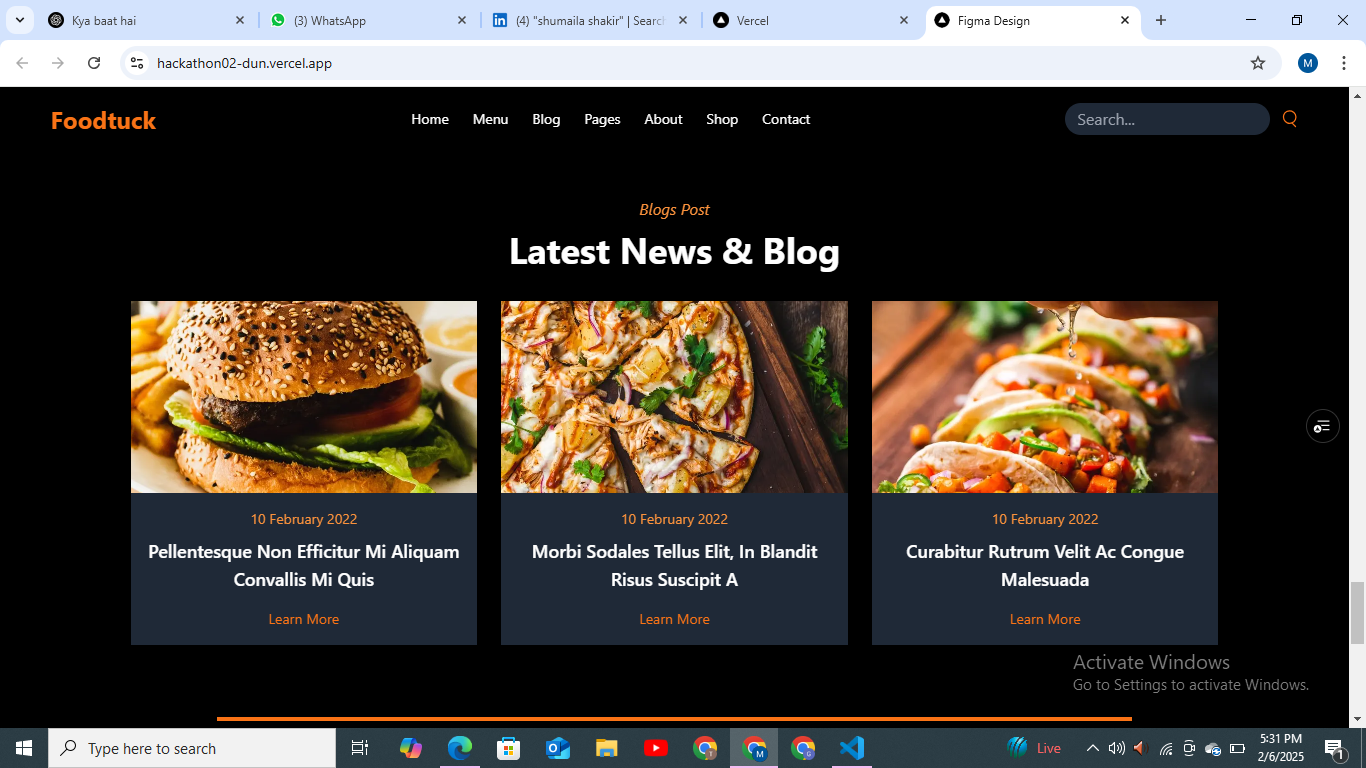 Kya baat hai
(3) WhatsApp
(4) "shumaila shakir" | Searc
Vercel
Figma Design
hackathon02-dun.vercel.app
M
Foodtuck
Home Menu Blog Pages About Shop Contact
Search...
Blogs Post
Latest News & Blog
10 February 2022
Pellentesque Non Efficitur Mi Aliquam
Convallis Mi Quis
Learn More
10 February 2022
Morbi Sodales Tellus Elit, In Blandit
Risus Suscipit A
Learn More
10 February 2022
Curabitur Rutrum Velit Ac Congue
Malesuada
Learn More
Activate Windows
Go to Settings to activate Windows.
Type here to search
Live
5:31 PM
2/6/2025
1